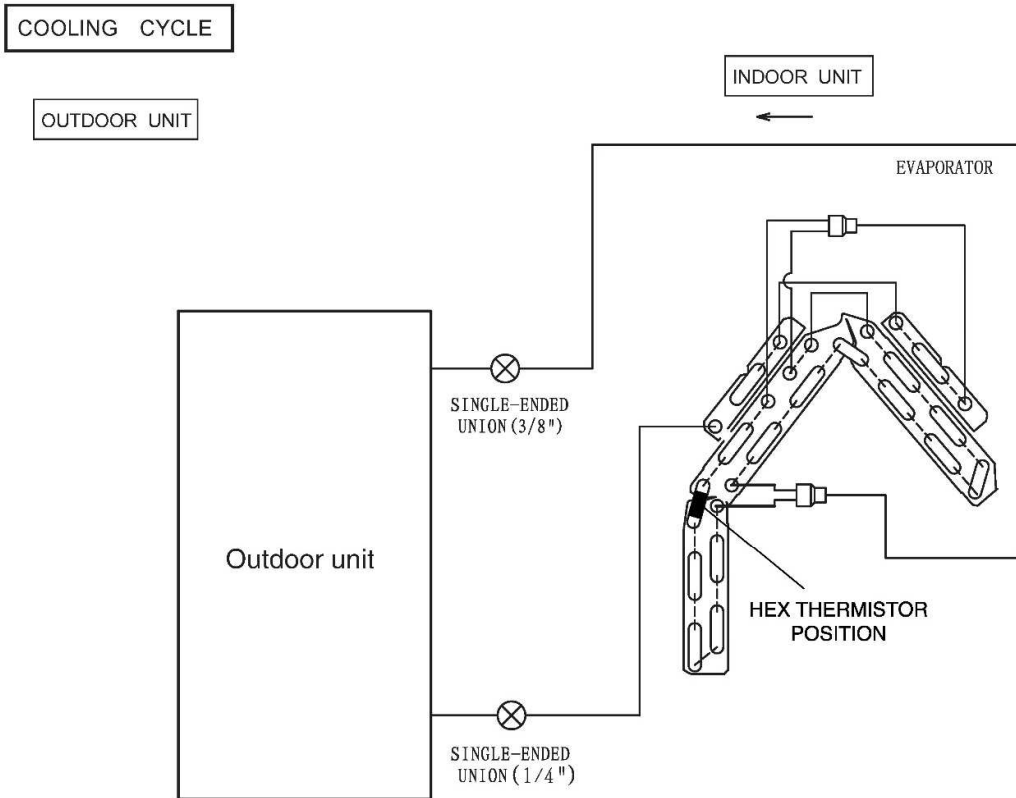 COOLING CYCLE
OUTDOOR UNIT
INDOOR UNIT
EVAPORATOR
SINGLE-ENDED
UNION(3/8")
Outdoor unit
HEX THERMISTOR
POSITION
SINGLE-ENDED
UNION(1/4")